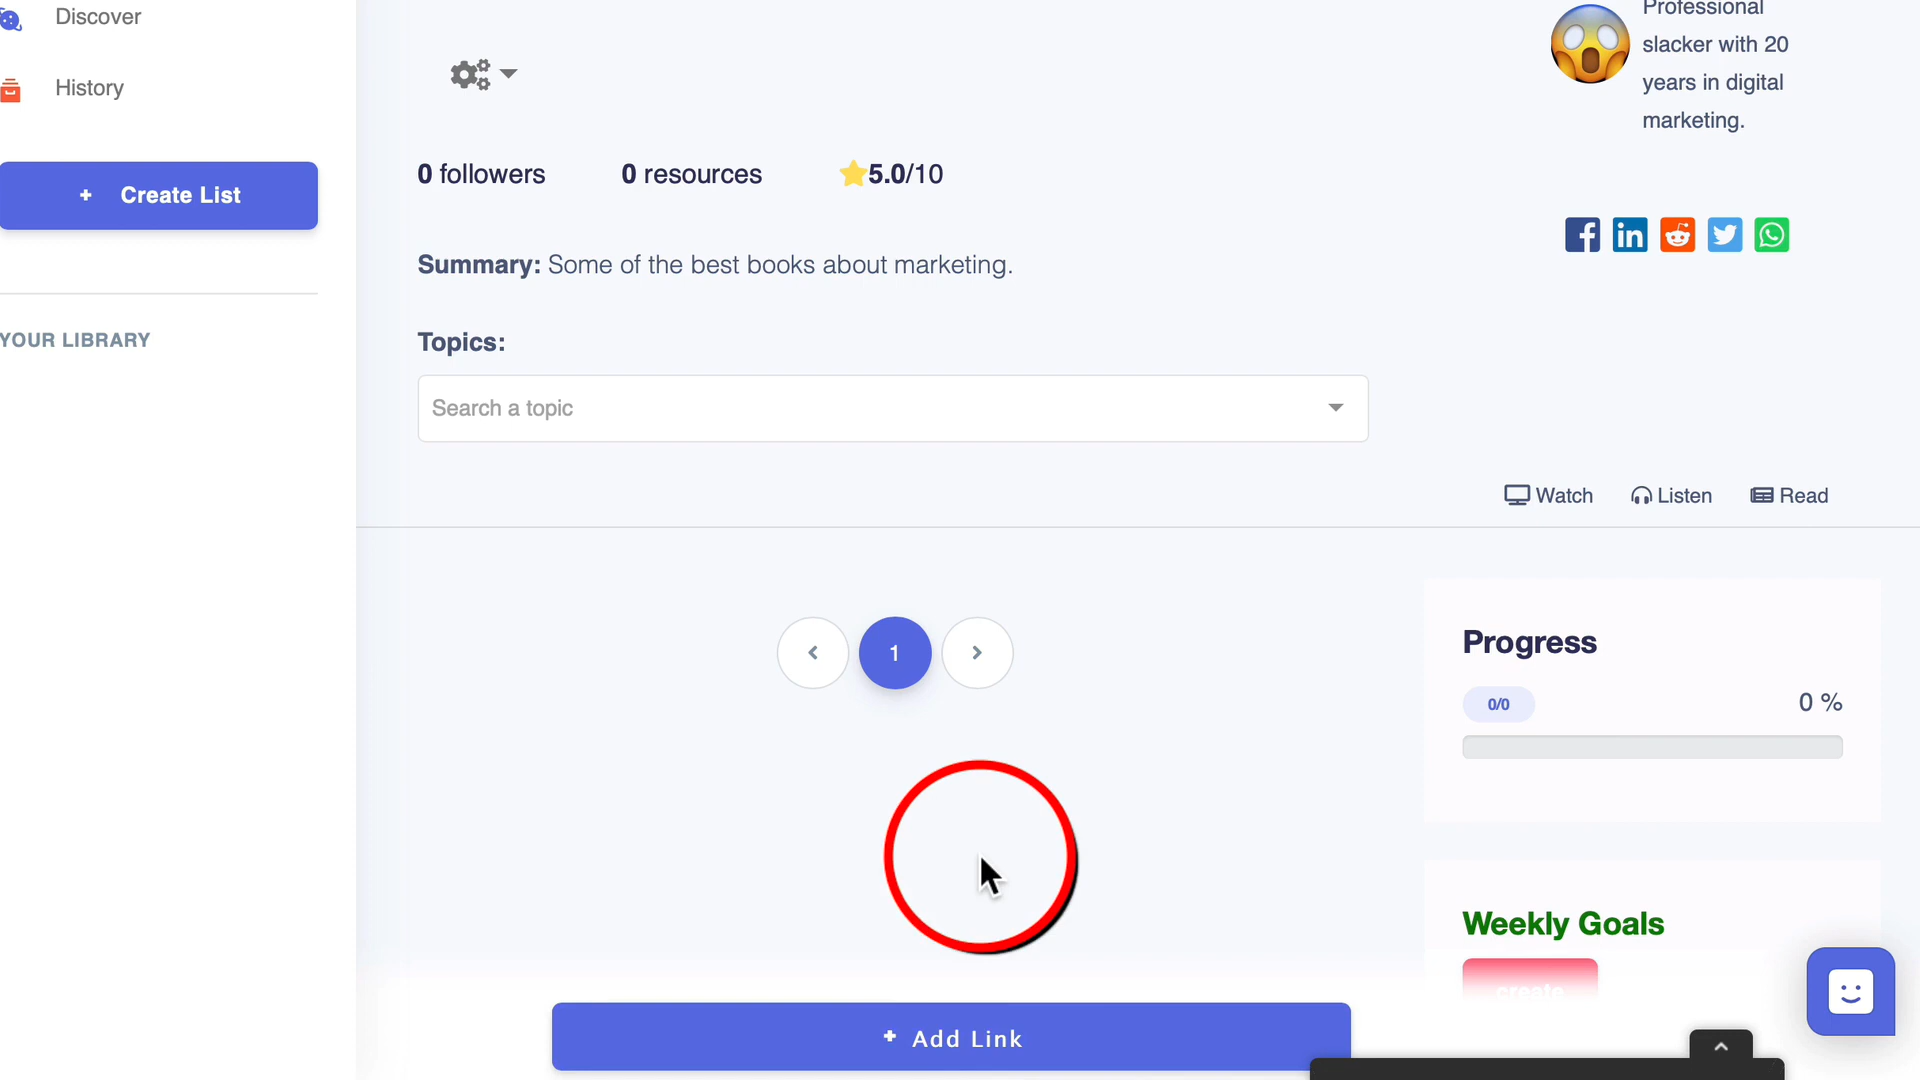 Discover
History
+ Create List
YOUR LIBRARY
0 followers 0 resources 5.0/10
Summary: Some of the best books about marketing.
Topics:
Search a topic
Professional
slacker with 20
years in digital
marketing.
Watch Listen Read
1
Progress
0/0 0 %
Weekly Goals
create
+ Add Link